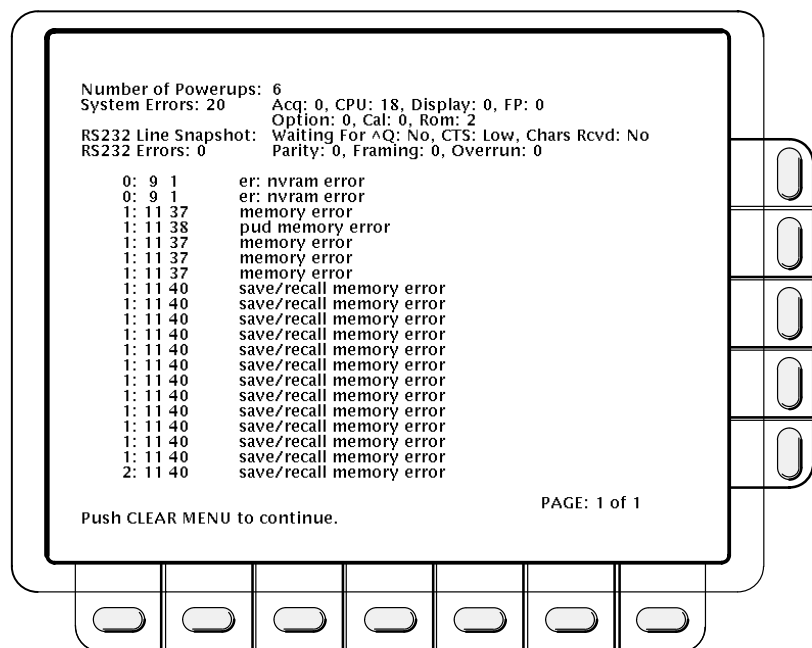 Number of Powerups: 6
System Errors: 20 Acq: 0, CPU: 18, Display: 0, FP: 0
Option: 0, Cal: 0, Rom: 2
RS232 Line Snapshot: Waiting For ^Q: No, CTS: Low, Chars Rcvd: No
RS232 Errors: 0 Parity: 0, Framing: 0, Overrun: 0
0: 9 1 er: nvram error
0: 9 1 er: nvram error
1: 11 37 memory error
1: 11 38 pud memory error
1: 11 37 memory error
1: 11 37 memory error
1: 11 37 memory error
1: 11 40 save/recall memory error
1: 11 40 save/recall memory error
1: 11 40 save/recall memory error
1: 11 40 save/recall memory error
1: 11 40 save/recall memory error
1: 11 40 save/recall memory error
1: 11 40 save/recall memory error
1: 11 40 save/recall memory error
1: 11 40 save/recall memory error
1: 11 40 save/recall memory error
1: 11 40 save/recall memory error
1: 11 40 save/recall memory error
2: 11 40 save/recall memory error
PAGE: 1 of 1
Push CLEAR MENU to continue.